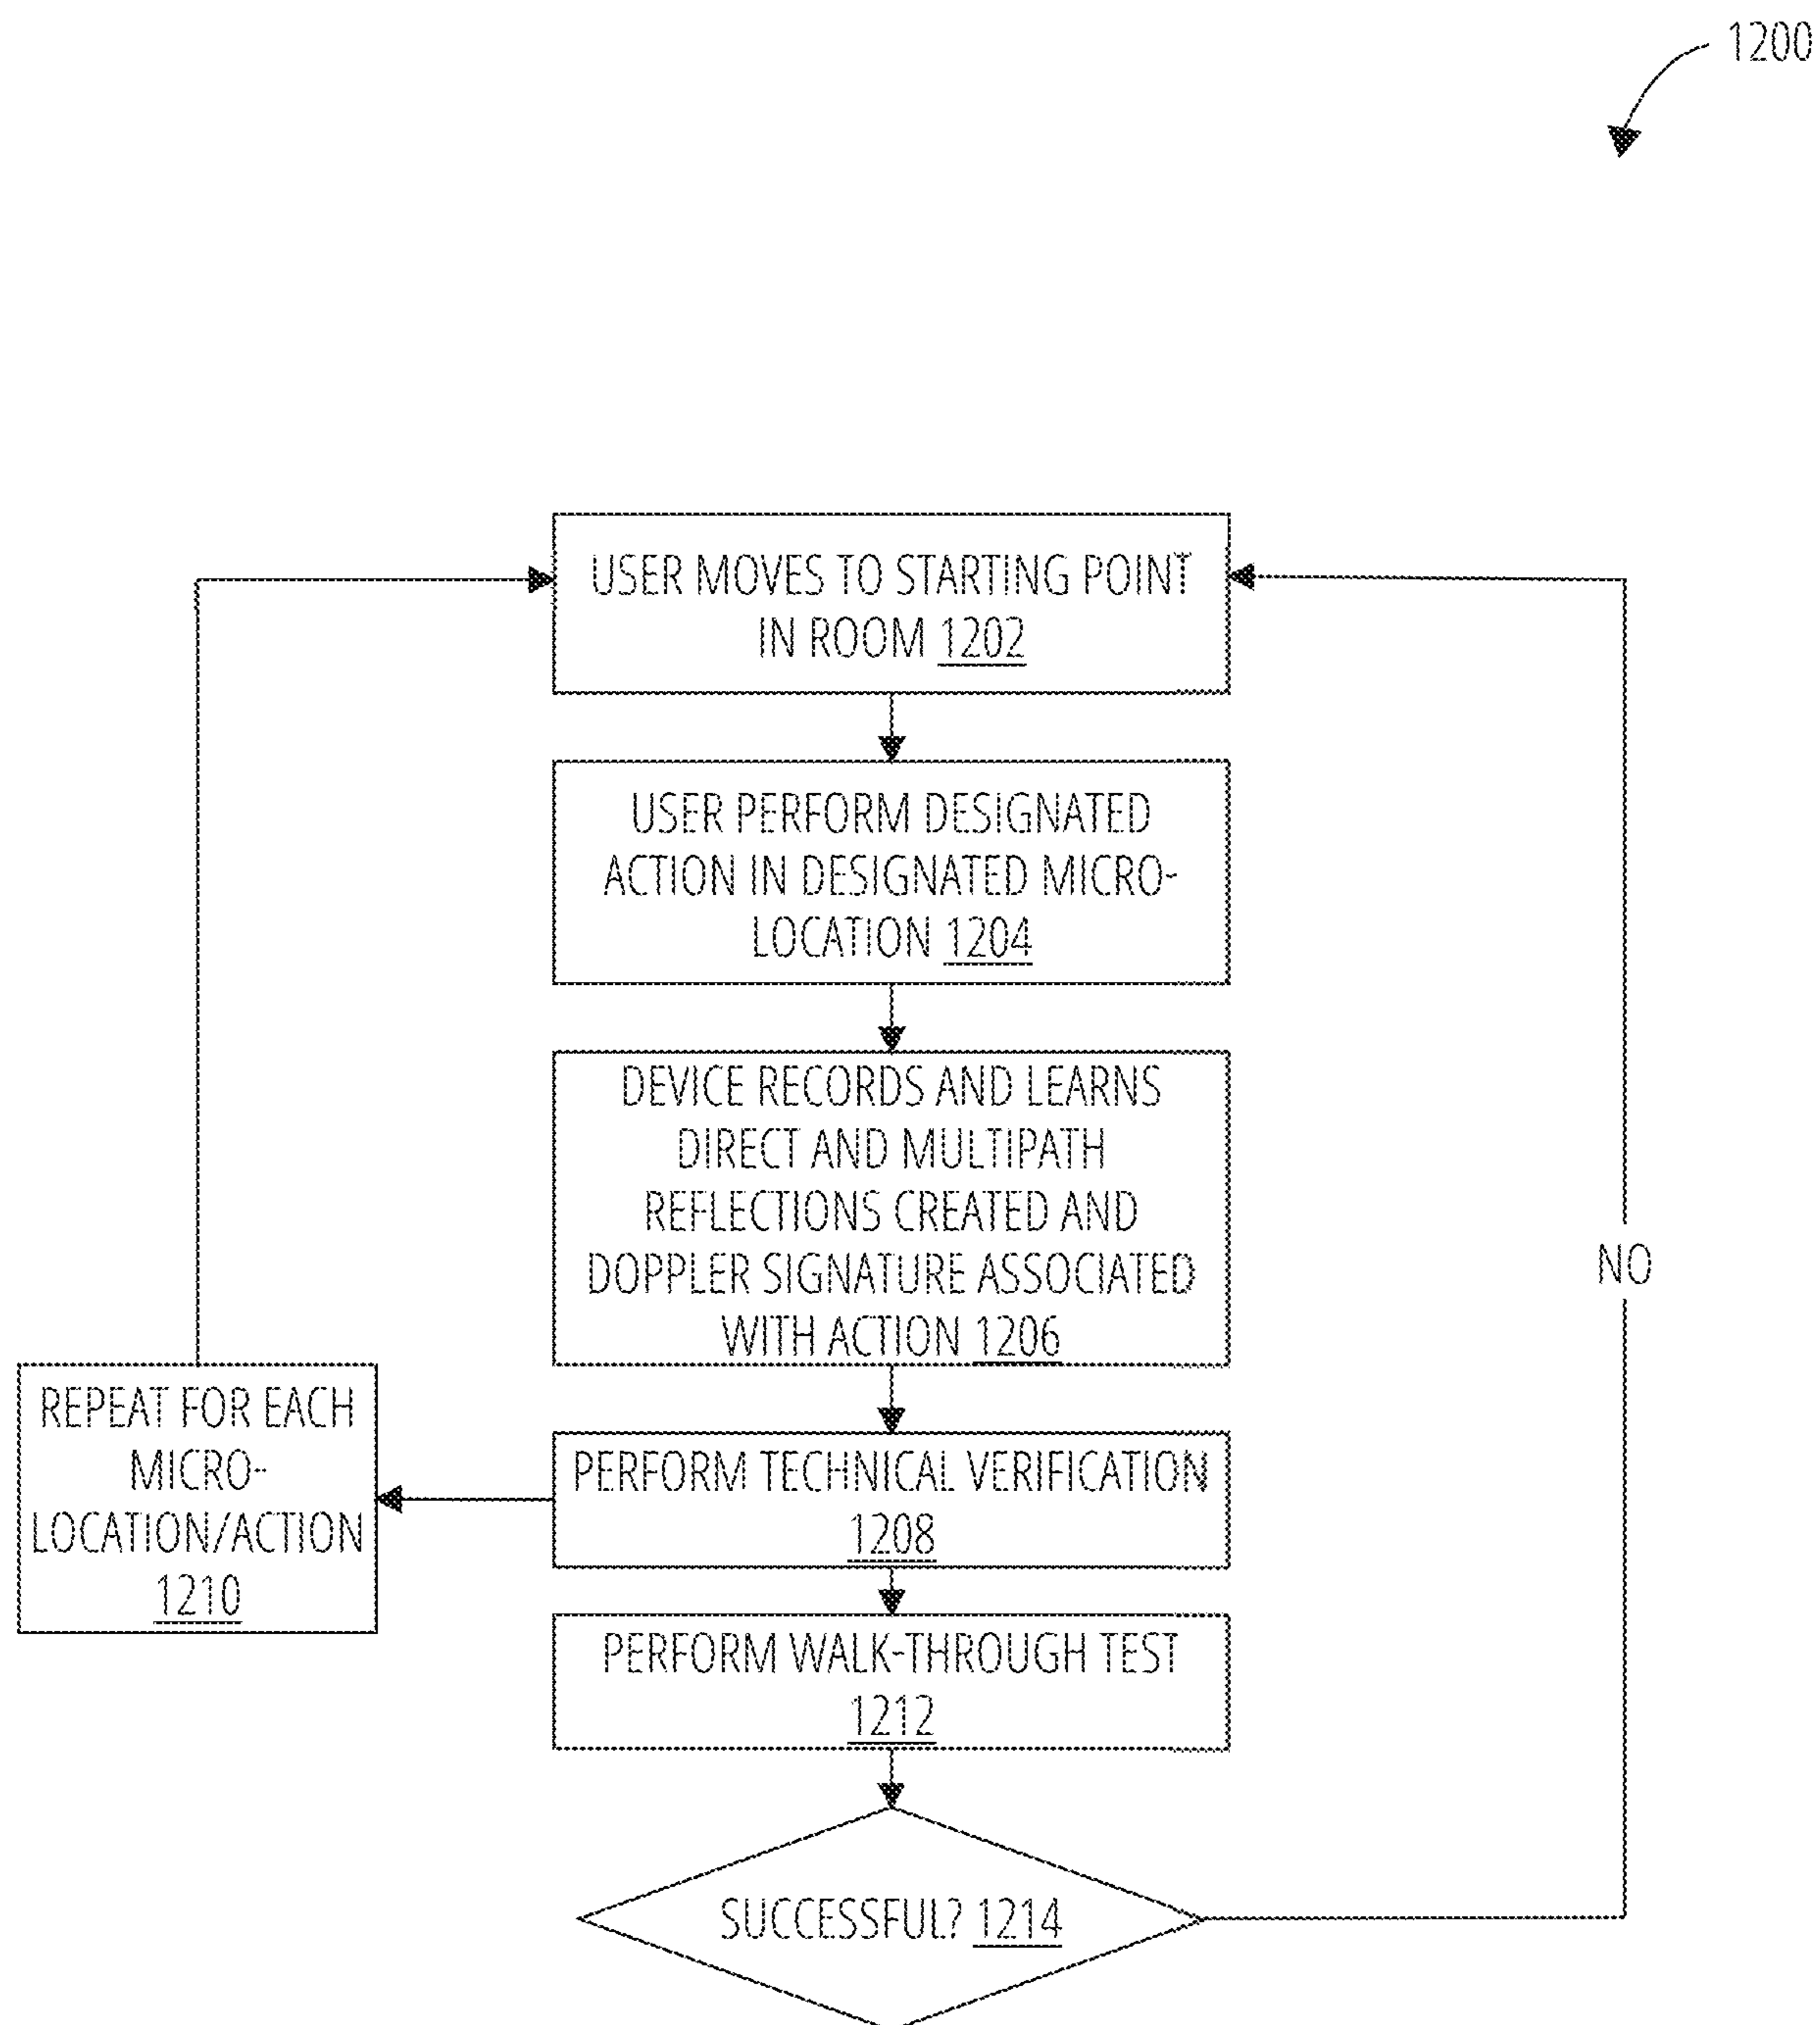 1200
USER MOVES TO STARTING POINT
IN ROOM 1202
USER PERFORM DESIGNATED
ACTION IN DESIGNATED MICRO-
LOCATION 1204
DEVICE RECORDS AND LEARNS
DIRECT AND MULTIPATH
REFLECTIONS CREATED AND
DOPPLER SIGNATURE ASSOCIATED
WITH ACTION 1206
NO
REPEAT FOR EACH
MICRO-
LOCATION/ACTION
1210
PERFORM TECHNICAL VERIFICATION
1208
PERFORM WALK-THROUGH TEST
1212
SUCCESSFUL? 1214